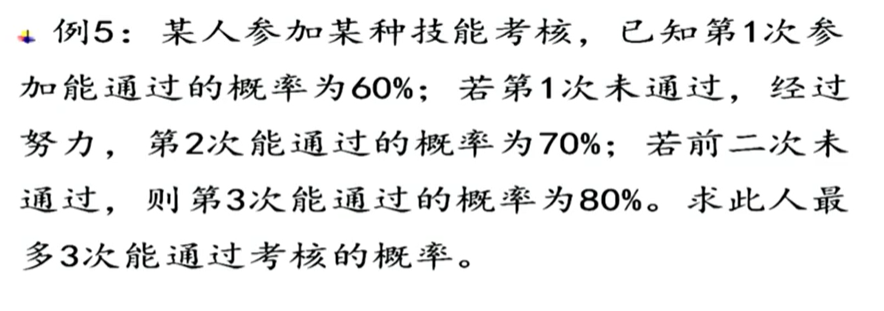 例5：某人参加某种技能考核，已知第1次参
加能通过的概率为60%；若第1次未通过，经过
努力，第2次能通过的概率为70%；若前二次未
通过，则第3次能通过的概率为80%。求此人最
多3次能通过考核的概率。